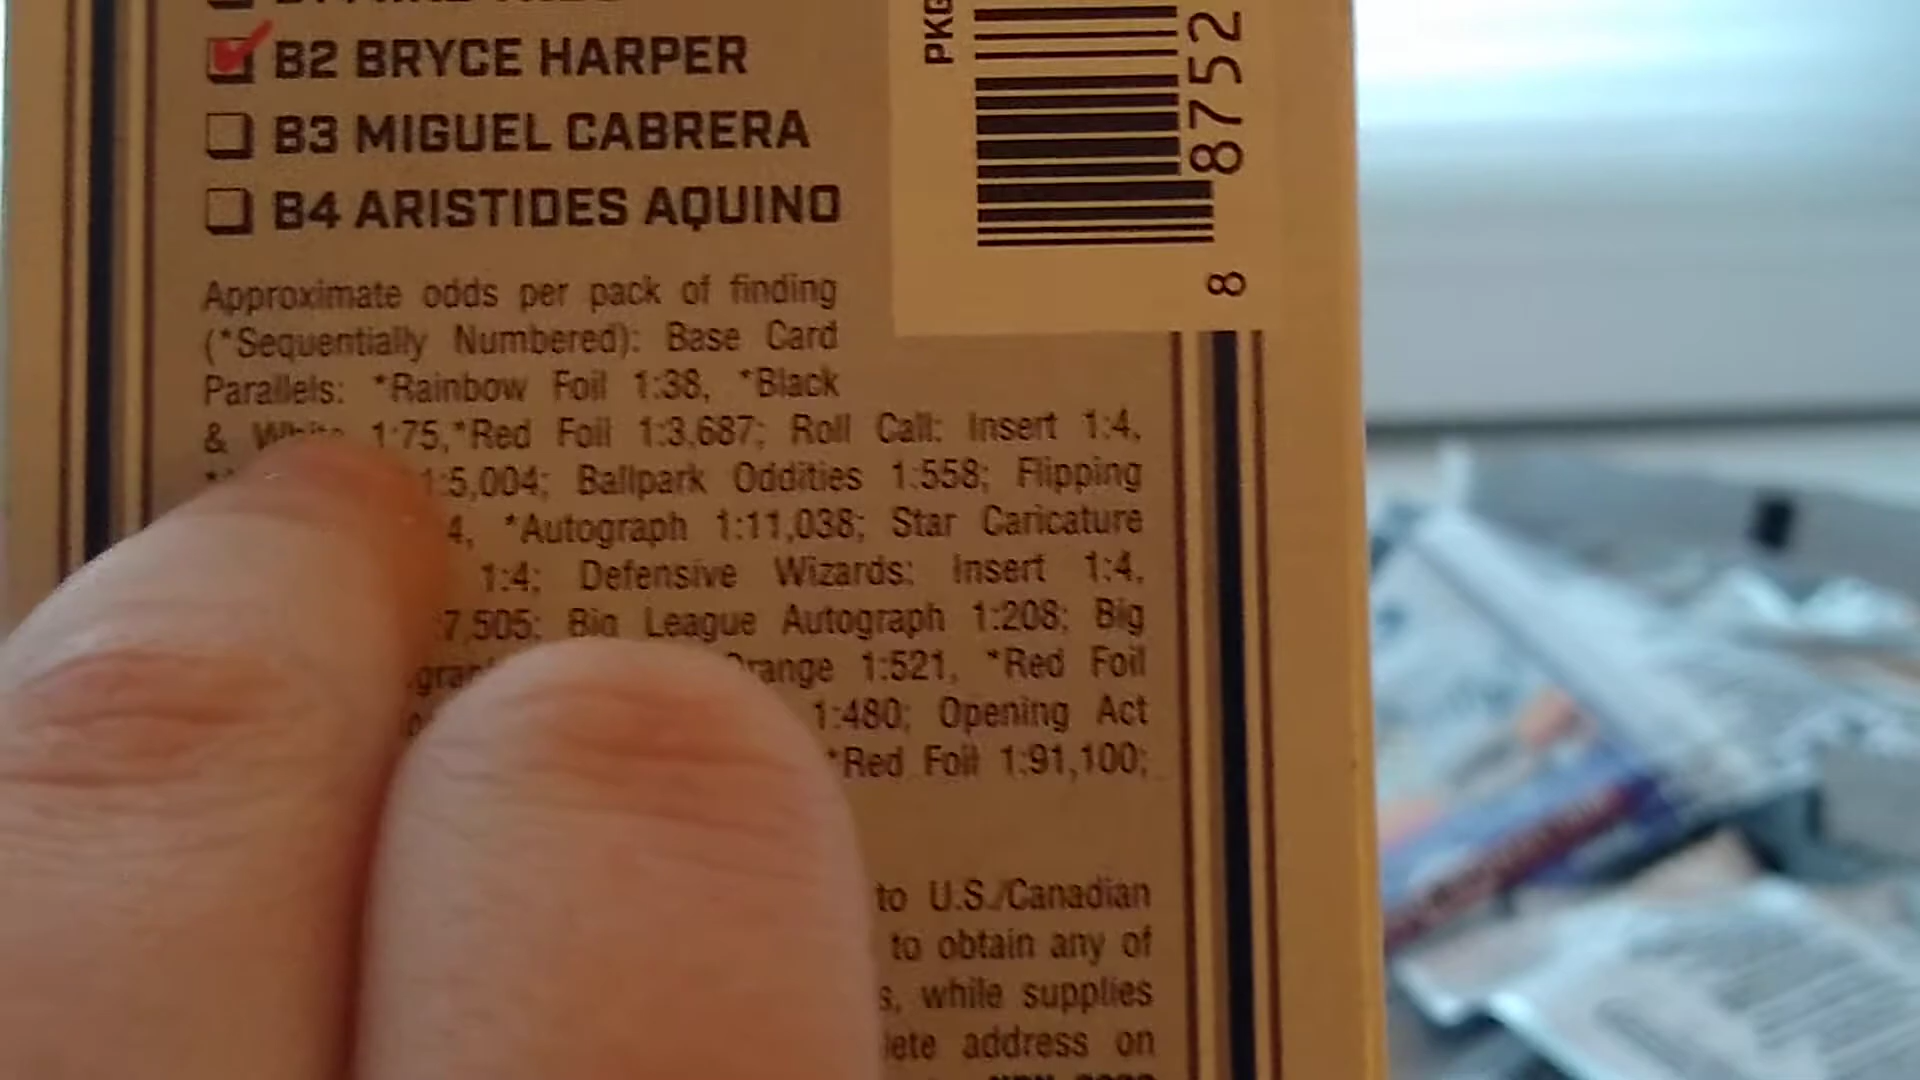 B2 BRYCE HARPER
B3 MIGUEL CABRERA
B4 ARISTIDES AQUINO
PKG
8752
8
Approximate odds per pack of finding
(*Sequentially Numbered): Base Card
Parallels: *Rainbow Foil 1:38, *Black
& White 1:75,*Red Foil 1:3,687; Roll Call: Insert 1:4,
1:5,004; Ballpark Oddities 1:558; Flipping
4, *Autograph 1:11,038; Star Caricature
1:4; Defensive Wizards: Insert 1:4,
:7,505; Big League Autograph 1:208; Big
Orange 1:521, *Red Foil
1:480; Opening Act
*Red Foil 1:91,100;
to U.S./Canadian
to obtain any of
s, while supplies
address on